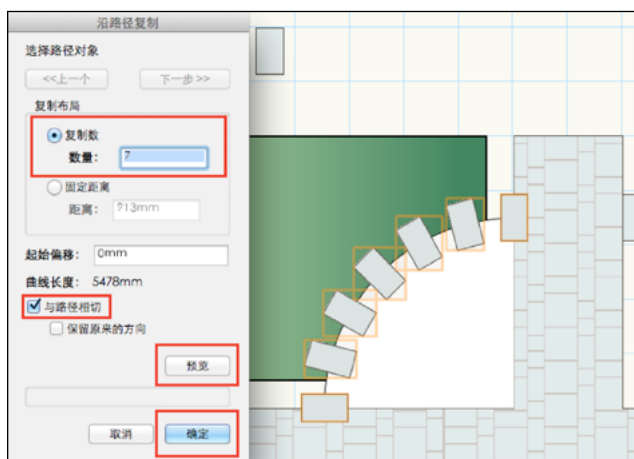 沿路径复制
选择路径对象
<<上一个
下一步>>
复制布局
复制数
数量：
7
固定距离
距离：
913mm
起始偏移：
0mm
曲线长度：
5478mm
与路径相切
保留原来的方向
预览
取消
确定